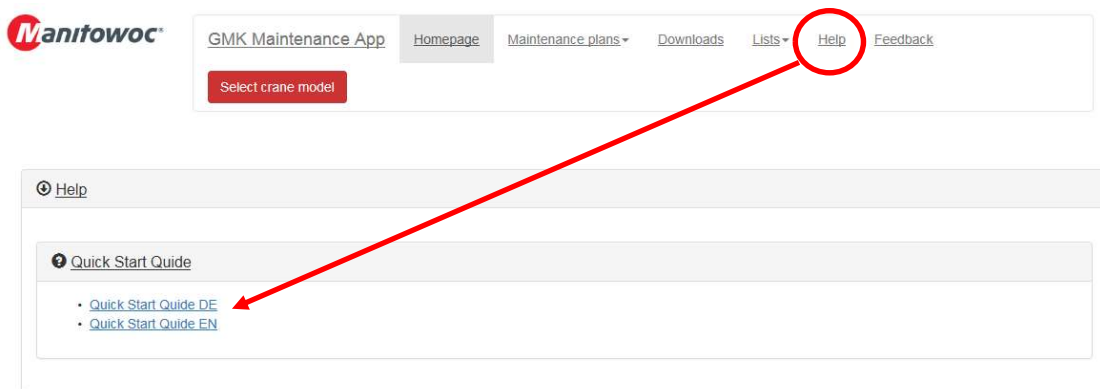 Manitowoc
GMK Maintenance App Homepage Maintenance plans Downloads Lists Help Feedback
Select crane model
Help
Quick Start Guide
• Quick Start Quide DE
• Quick Start Quide EN